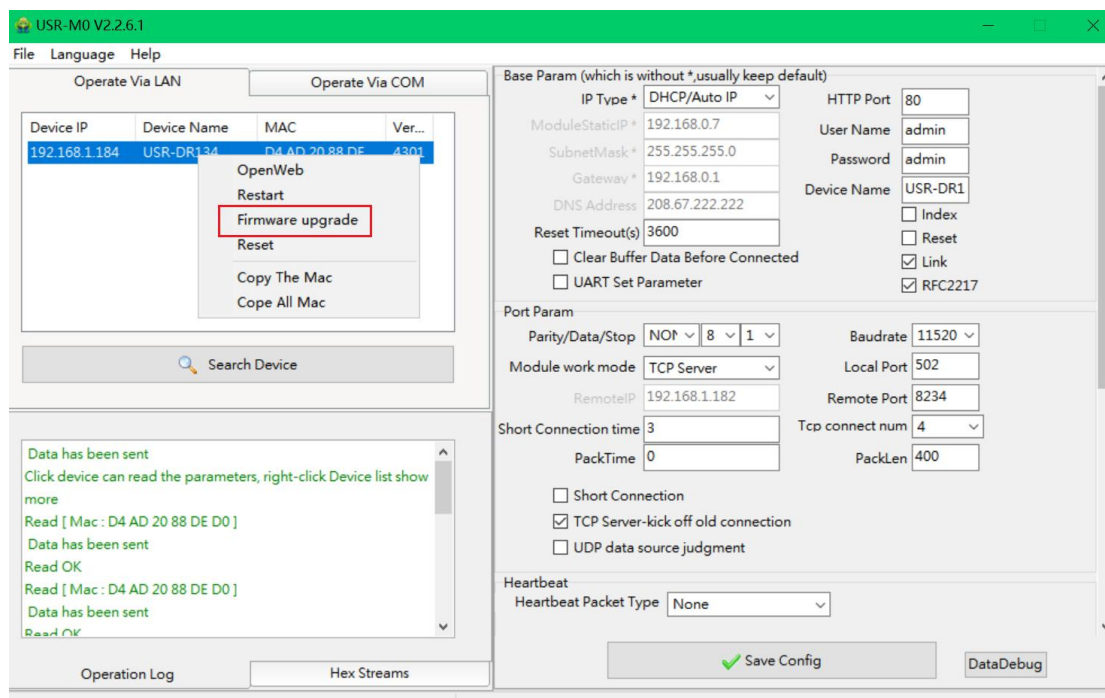 USR-M0 V2.2.6.1
File Language Help
Operate Via LAN
Operate Via COM
Device IP Device Name MAC Ver...
192.168.1.184 USR-DR134 D4 AD 20 88 DE 4301
OpenWeb
Restart
Firmware upgrade
Reset
Copy The Mac
Cope All Mac
Search Device
Data has been sent
Click device can read the parameters, right-click Device list show
more
Read [ Mac : D4 AD 20 88 DE D0 ]
Data has been sent
Read OK
Read [ Mac : D4 AD 20 88 DE D0 ]
Data has been sent
Read OK
Operation Log
Hex Streams
Base Param (which is without *,usually keep default)
IP Type * DHCP/Auto IP
HTTP Port 80
ModuleStaticIP * 192.168.0.7
User Name admin
SubnetMask * 255.255.255.0
Password admin
Gateway * 192.168.0.1
Device Name USR-DR1
DNS Address 208.67.222.222
Index
Reset Timeout(s) 3600
Reset
Clear Buffer Data Before Connected
Link
UART Set Parameter
RFC2217
Port Param
Parity/Data/Stop NON 8 1
Baudrate 11520
Module work mode TCP Server
Local Port 502
RemoteIP 192.168.1.182
Remote Port 8234
Short Connection time 3
Tcp connect num 4
PackTime 0
PackLen 400
Short Connection
TCP Server-kick off old connection
UDP data source judgment
Heartbeat
Heartbeat Packet Type None
Save Config
DataDebug